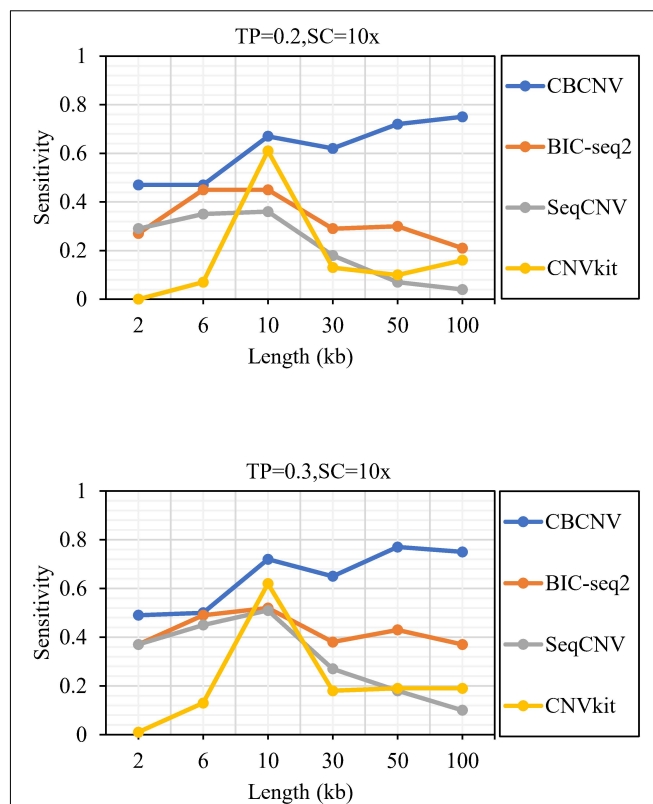 TP=0.2,SC=10x
1
0.8
0.6
0.4
0.2
0
Sensitivity
2 6 10 30 50 100
Length (kb)
CBCNV
BIC-seq2
SeqCNV
CNVkit
TP=0.3,SC=10x
1
0.8
0.6
0.4
0.2
0
Sensitivity
2 6 10 30 50 100
Length (kb)
CBCNV
BIC-seq2
SeqCNV
CNVkit